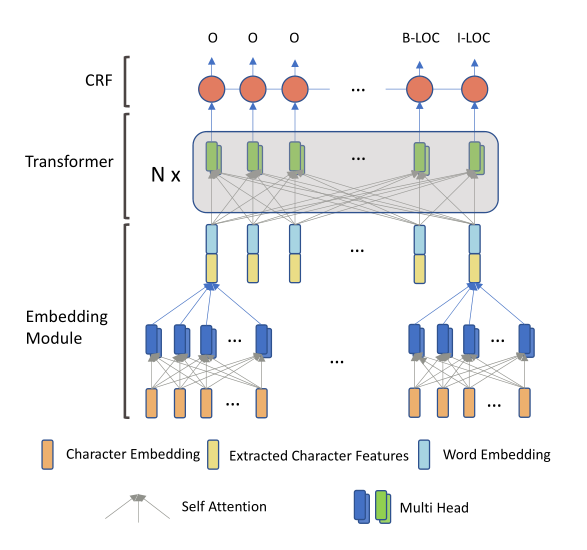 O O O B-LOC I-LOC
CRF
...
Transformer
N x
...
...
Embedding
Module
... ...
...
... ...
Character Embedding Extracted Character Features Word Embedding
Self Attention Multi Head